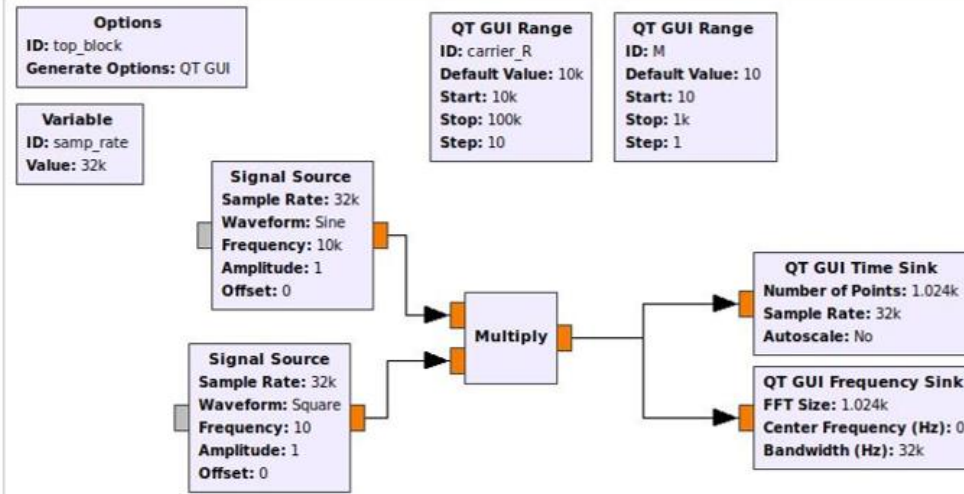 Options
ID: top_block
Generate Options: QT GUI
Variable
ID: samp_rate
Value: 32k
QT GUI Range
ID: carrier_R
Default Value: 10k
Start: 10k
Stop: 100k
Step: 10
QT GUI Range
ID: M
Default Value: 10
Start: 10
Stop: 1k
Step: 1
Signal Source
Sample Rate: 32k
Waveform: Sine
Frequency: 10k
Amplitude: 1
Offset: 0
Signal Source
Sample Rate: 32k
Waveform: Square
Frequency: 10
Amplitude: 1
Offset: 0
Multiply
QT GUI Time Sink
Number of Points: 1.024k
Sample Rate: 32k
Autoscale: No
QT GUI Frequency Sink
FFT Size: 1.024k
Center Frequency (Hz): 0
Bandwidth (Hz): 32k